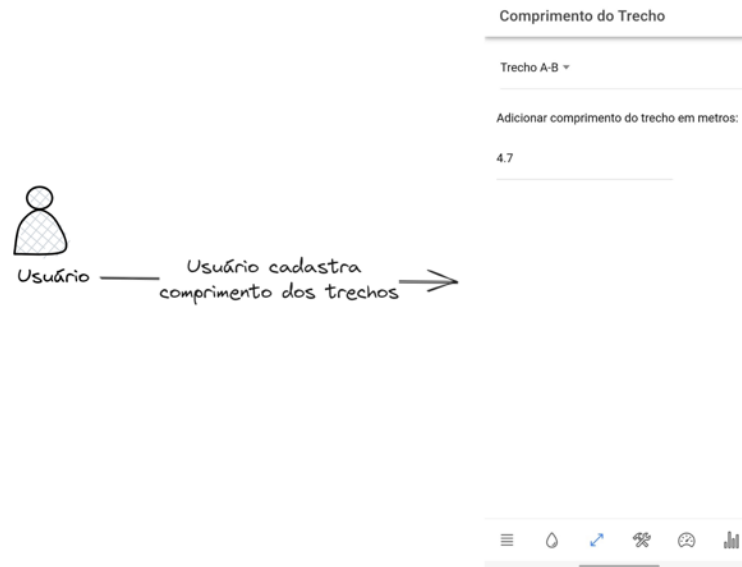 Comprimento do Trecho
Trecho A-B
Adicionar comprimento do trecho em metros:
4.7
Usuário
Usuário cadastra
comprimento dos trechos